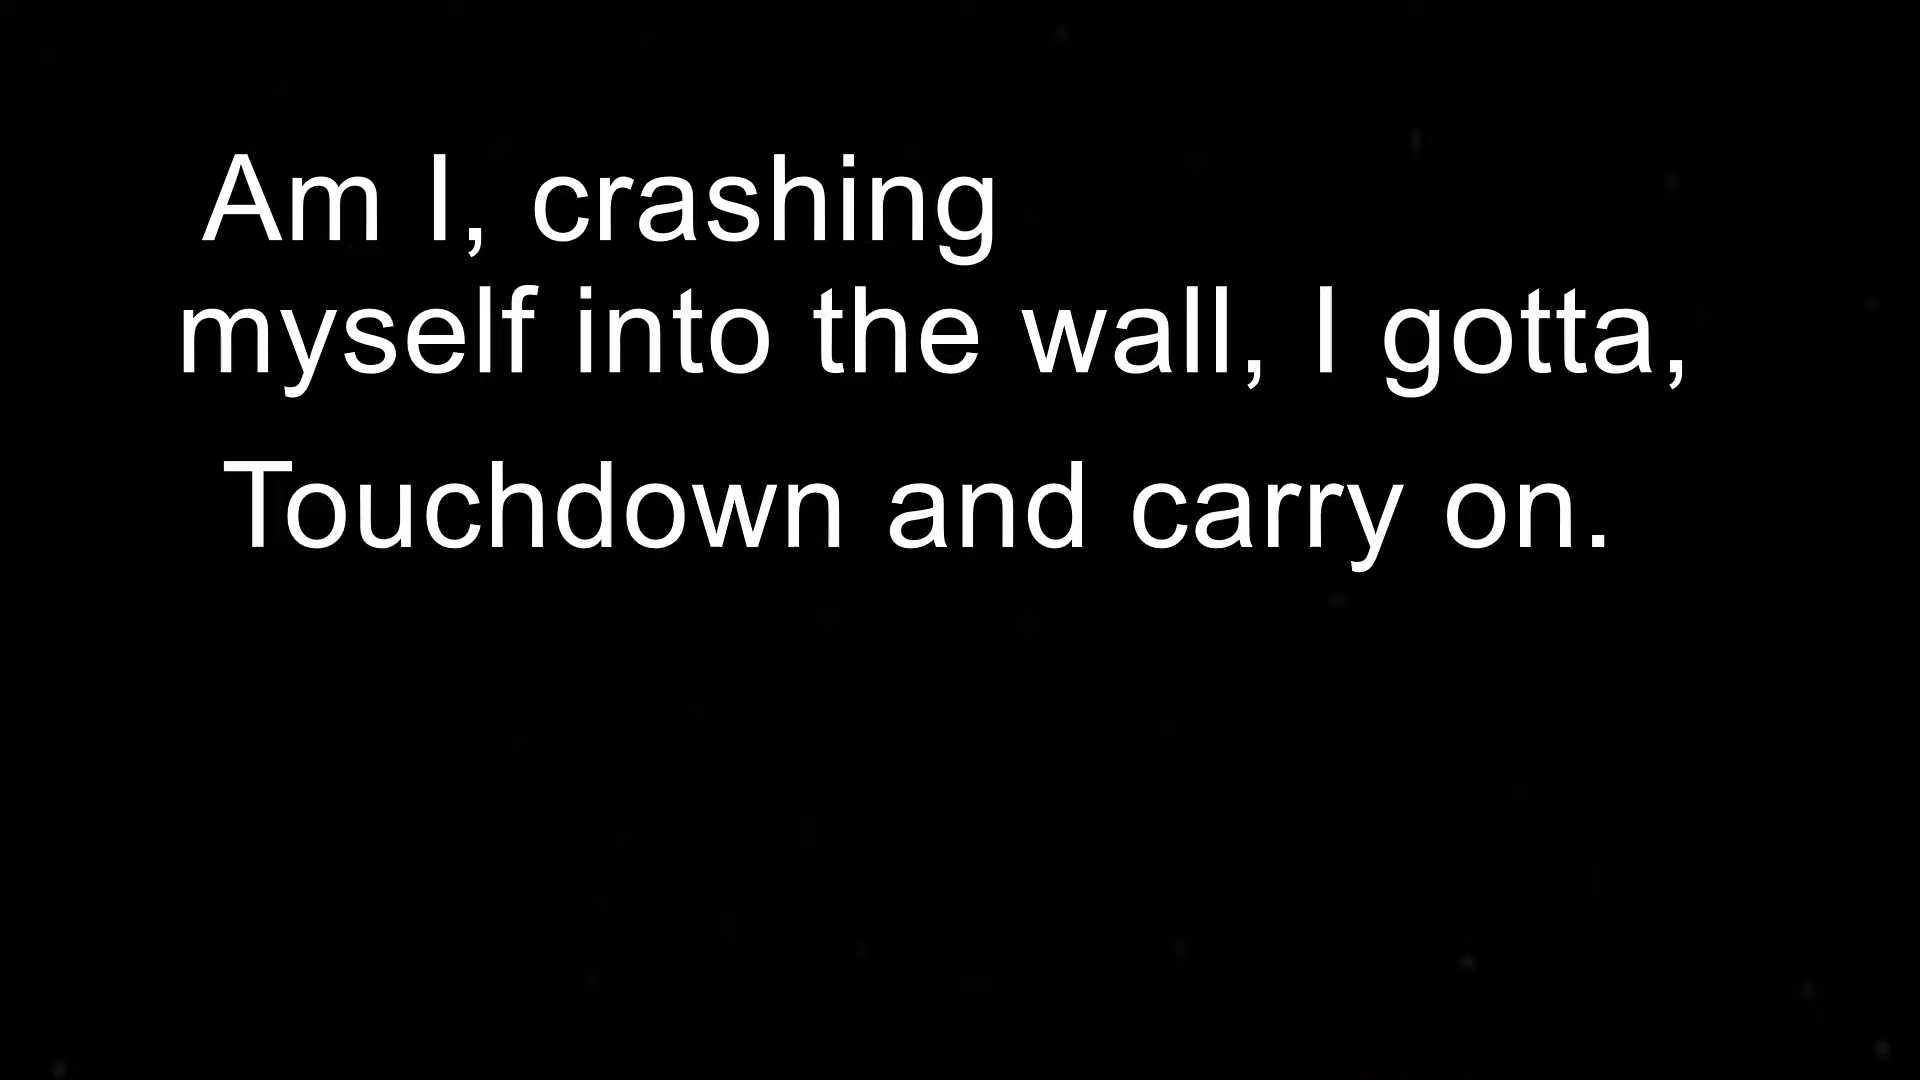 Am I, crashing
myself into the wall, I gotta,
Touchdown and carry on.